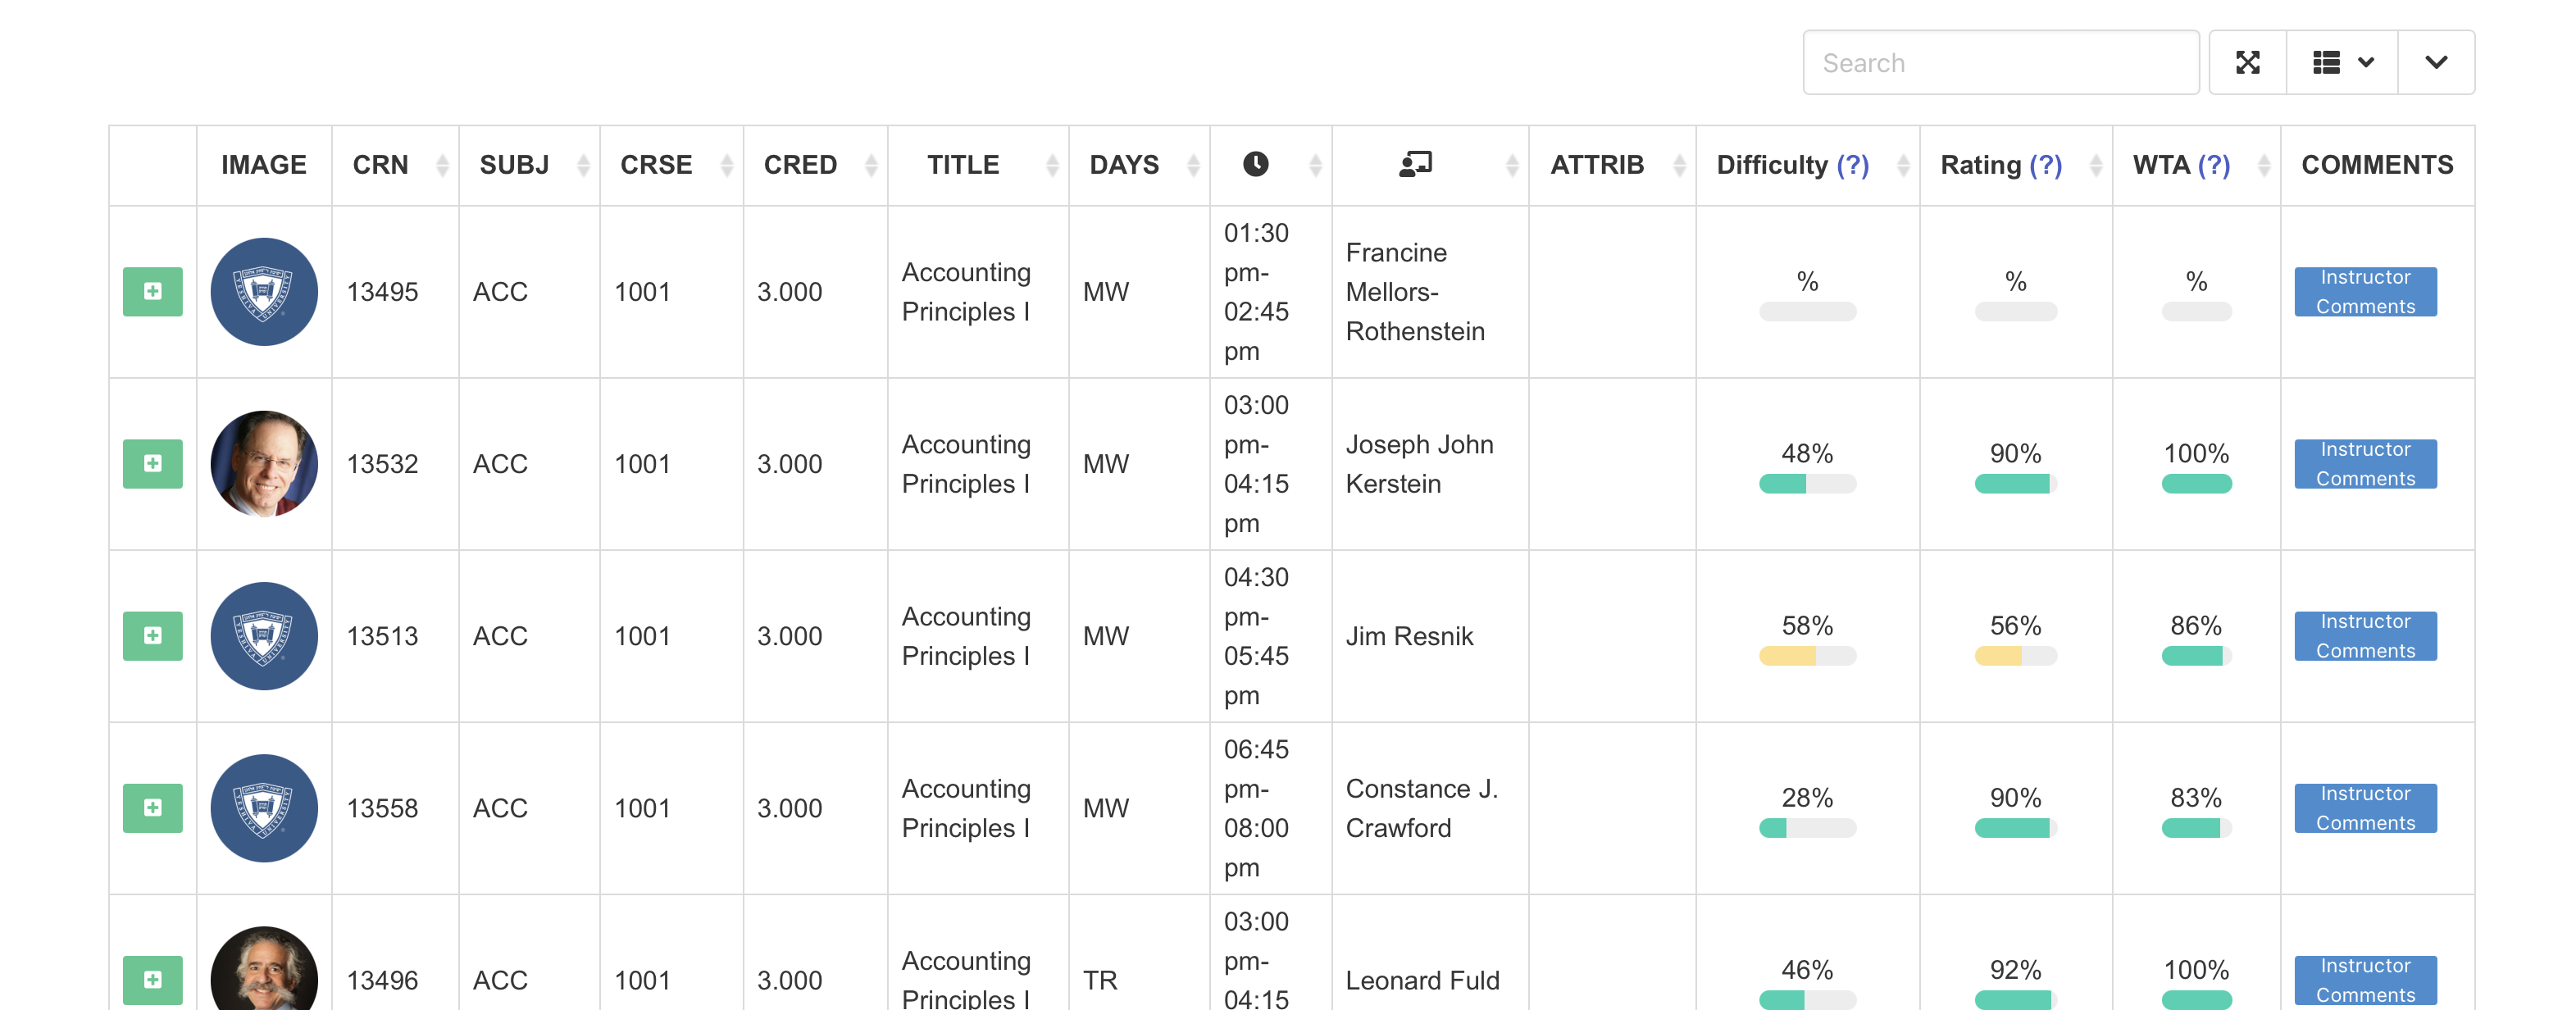 Search
IMAGE CRN SUBJ CRSE CRED TITLE DAYS ATTRIB Difficulty (?) Rating (?) WTA (?) COMMENTS
13495 ACC 1001 3.000 Accounting Principles I MW 01:30 pm-02:45 pm Francine Mellors-Rothenstein % % % Instructor Comments
13532 ACC 1001 3.000 Accounting Principles I MW 03:00 pm-04:15 pm Joseph John Kerstein 48% 90% 100% Instructor Comments
13513 ACC 1001 3.000 Accounting Principles I MW 04:30 pm-05:45 pm Jim Resnik 58% 56% 86% Instructor Comments
13558 ACC 1001 3.000 Accounting Principles I MW 06:45 pm-08:00 pm Constance J. Crawford 28% 90% 83% Instructor Comments
13496 ACC 1001 3.000 Accounting Principles I TR 03:00 pm-04:15 Leonard Fuld 46% 92% 100% Instructor Comments